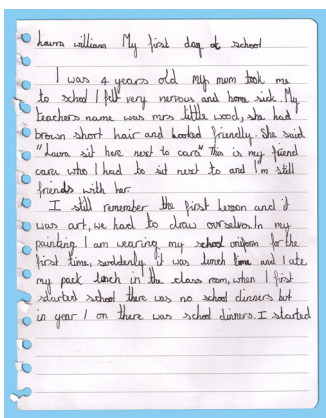 Laura william My first day at school
I was 4 years old my mum took me
to schol I felt very nervous and home sick. My
teachers name was mrs little wood, she had
brown short hair and looked friendly. She said
"Laura sit here next to cara" This is my friend
cara who I had to sit next to and I'm still
friends with her.
I still remember the first lesson and it
was art, we had to draw ourselves. In my
painting I am wearing my school uniform for the
first time, suddenly it was lunch time and I ate
my pack lunch in the class room, when I first
started school there was no school dinners but
in year 1 on there was school dinners. I started